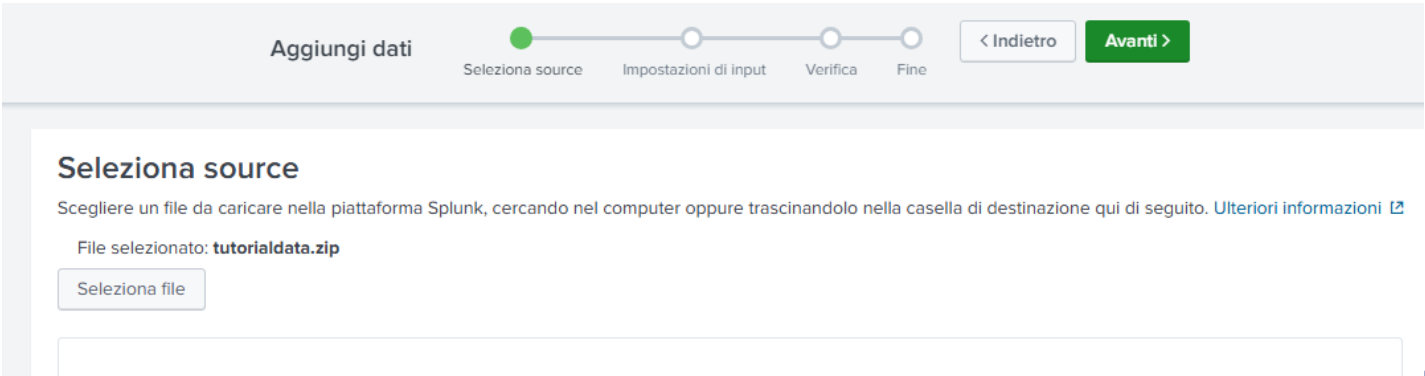 Aggiungi dati
Seleziona source
Impostazioni di input
Verifica
Fine
< Indietro
Avanti >
Seleziona source
Scegliere un file da caricare nella piattaforma Splunk, cercando nel computer oppure trascinandolo nella casella di destinazione qui di seguito. Ulteriori informazioni
File selezionato: tutorialdata.zip
Seleziona file